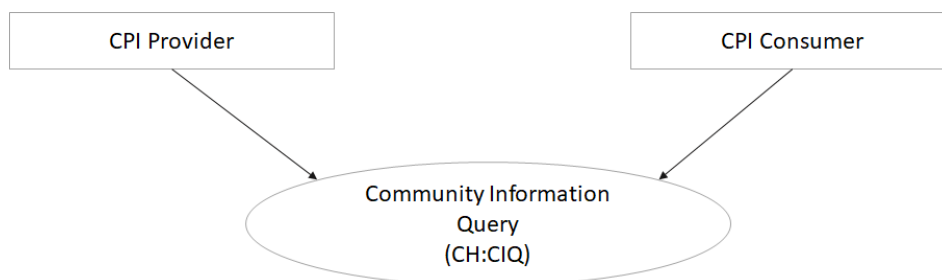 CPI Provider
CPI Consumer
Community Information
Query
(CH:CIQ)